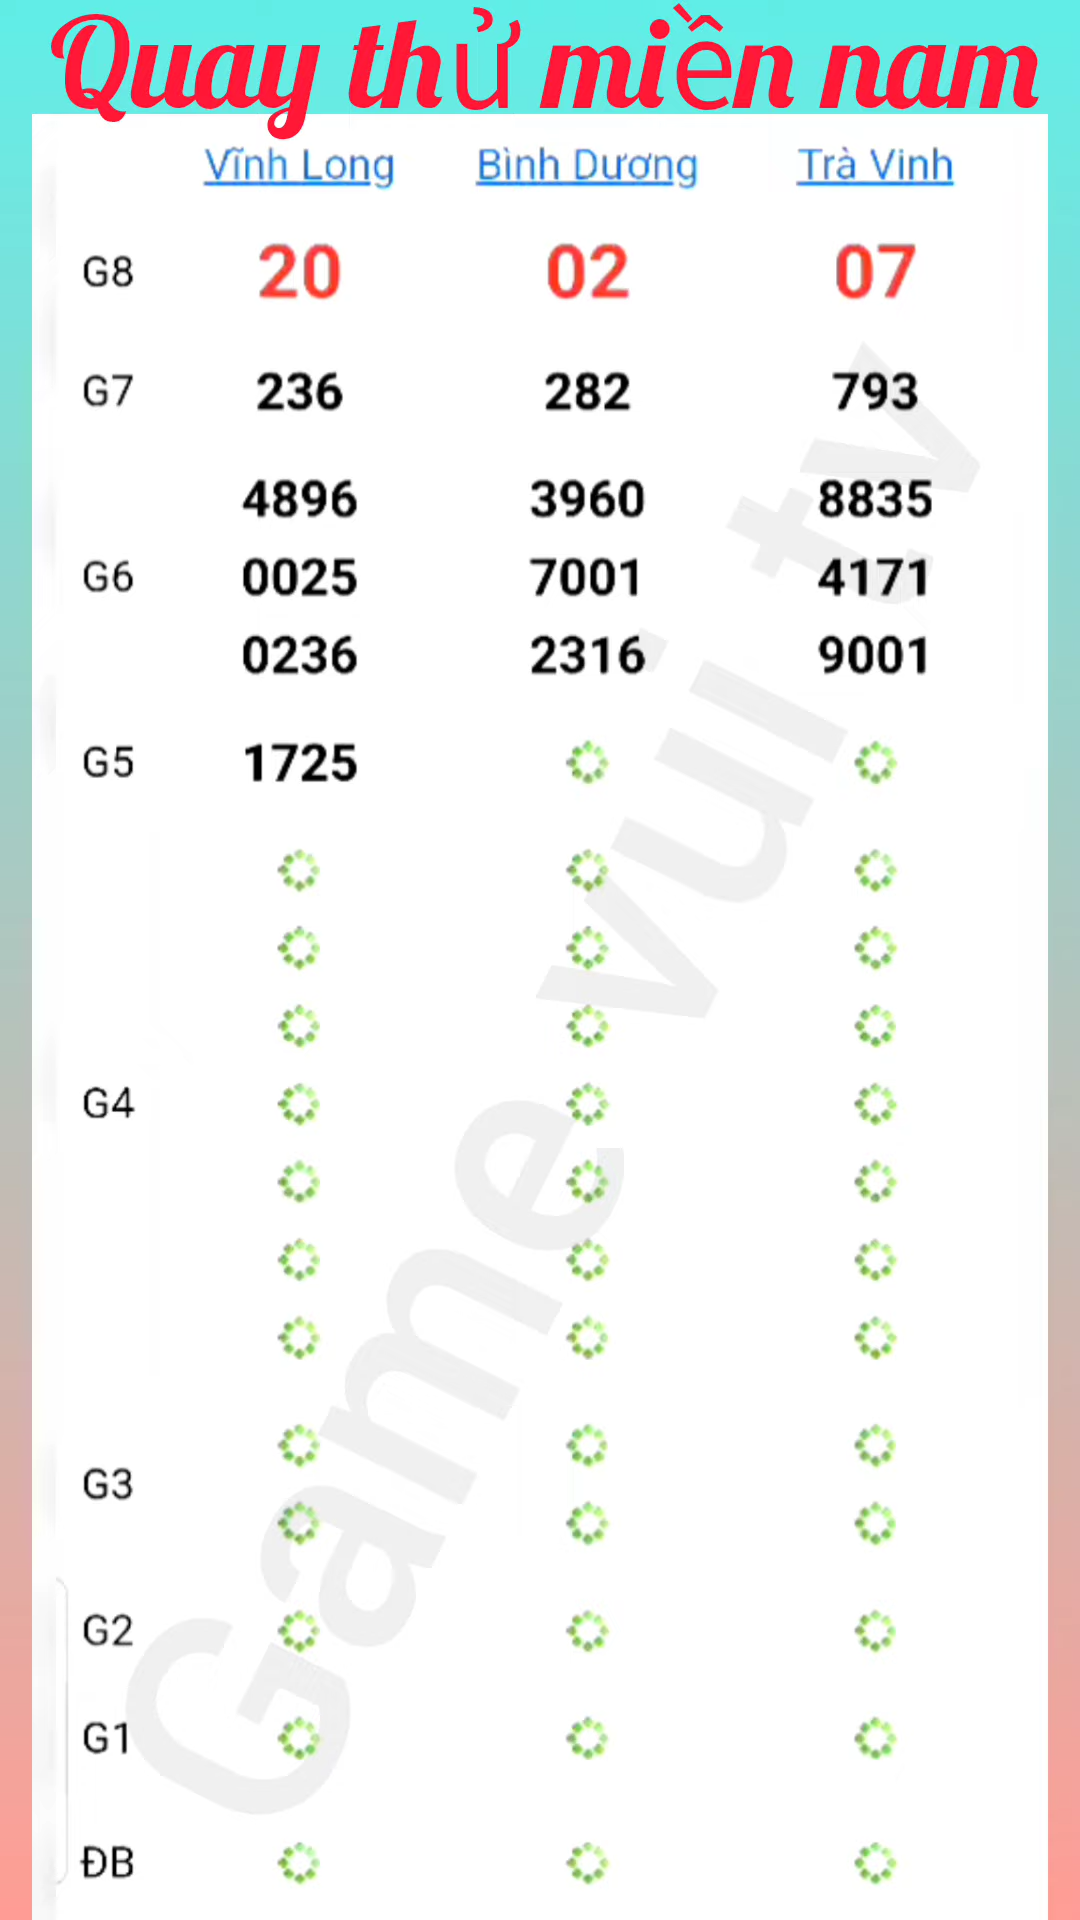 Quay thử miền nam
Vĩnh Long Bình Dương Trà Vinh
G8 20 02 07
G7 236 282 793
4896 3960 8835
G6 0025 7001 4171
0236 2316 9001
G5 1725
G4
G3
G2
G1
ĐB
Game vui tv